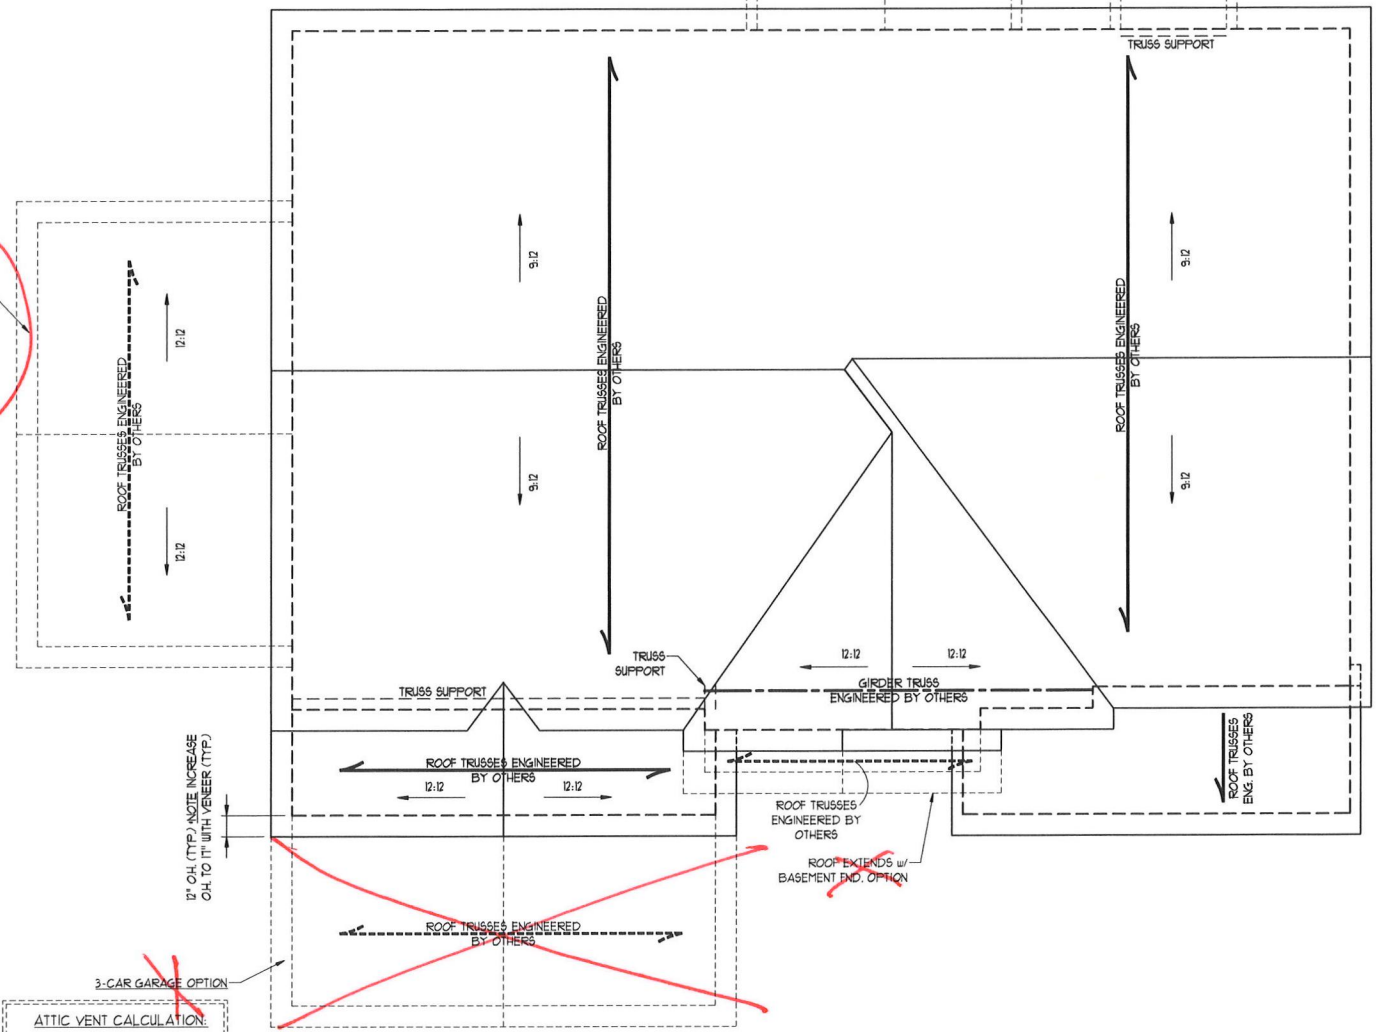 TRUSS SUPPORT
9:12
9:12
ROOF TRUSSES ENGINEERED
BY OTHERS
ROOF TRUSSES ENGINEERED
BY OTHERS
12:12
ROOF TRUSSES ENGINEERED
BY OTHERS
9:12
9:12
12:12
TRUSS
SUPPORT
12:12
12:12
GIRDER TRUSS
ENGINEERED BY OTHERS
TRUSS SUPPORT
ROOF TRUSSES
ENG. BY OTHERS
12" O.H. (TYP.) NOTE INCREASE
O.H. TO 17" WITH VENEER (TYP.)
ROOF TRUSSES ENGINEERED
BY OTHERS
12:12
12:12
ROOF TRUSSES
ENGINEERED BY
OTHERS
ROOF EXTENDS w/
BASEMENT FND. OPTION
ROOF TRUSSES ENGINEERED
BY OTHERS
3-CAR GARAGE OPTION
ATTIC VENT CALCULATION: